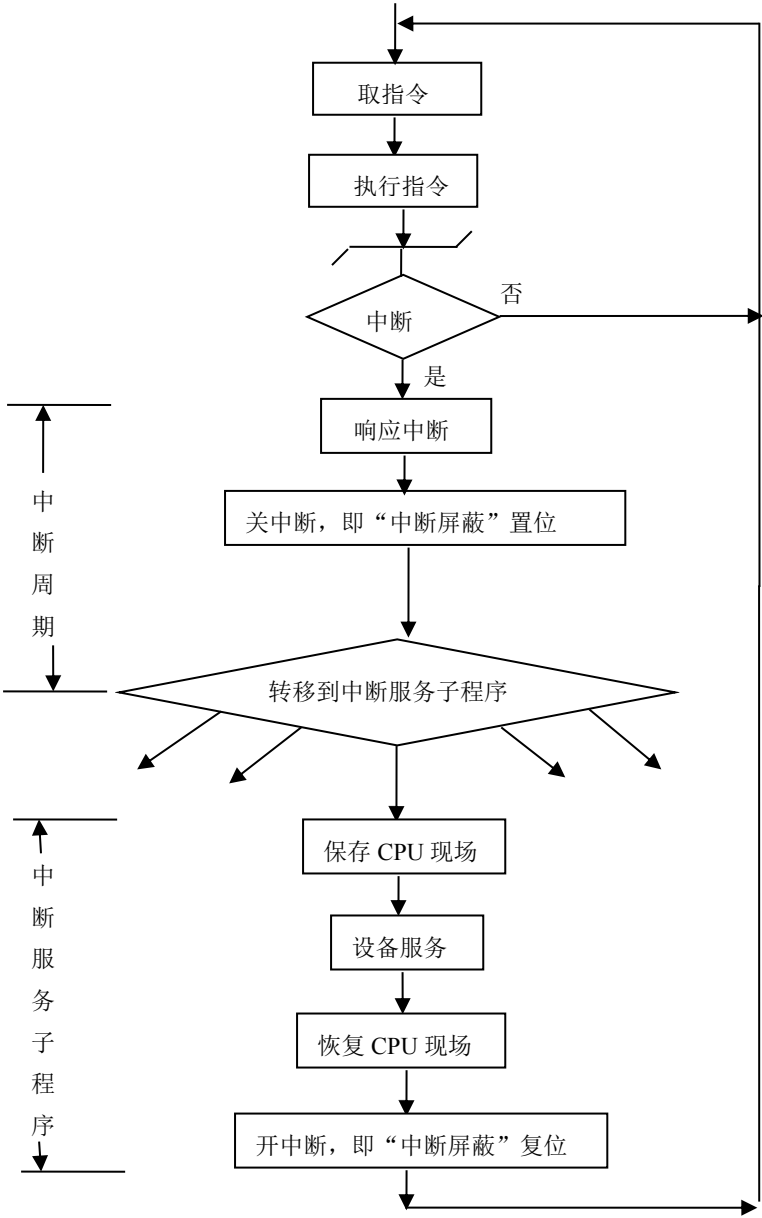 取指令
执行指令
中断
否
是
响应中断
关中断，即“中断屏蔽”置位
中断周期
转移到中断服务子程序
保存 CPU 现场
设备服务
恢复 CPU 现场
开中断，即“中断屏蔽”复位
中断服务子程序